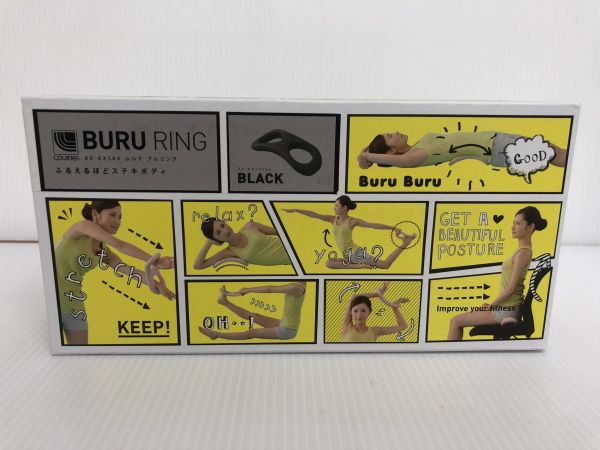 LOURDES
BURU RING
AX-KXS04 ルルド ブルリング
ふるえるほどステキボディ
BLACK
Buru Buru
GOOD
stretch
KEEP!
relax?
yoga?
OH..!
GET A
BEAUTIFUL
POSTURE
Improve your fitness